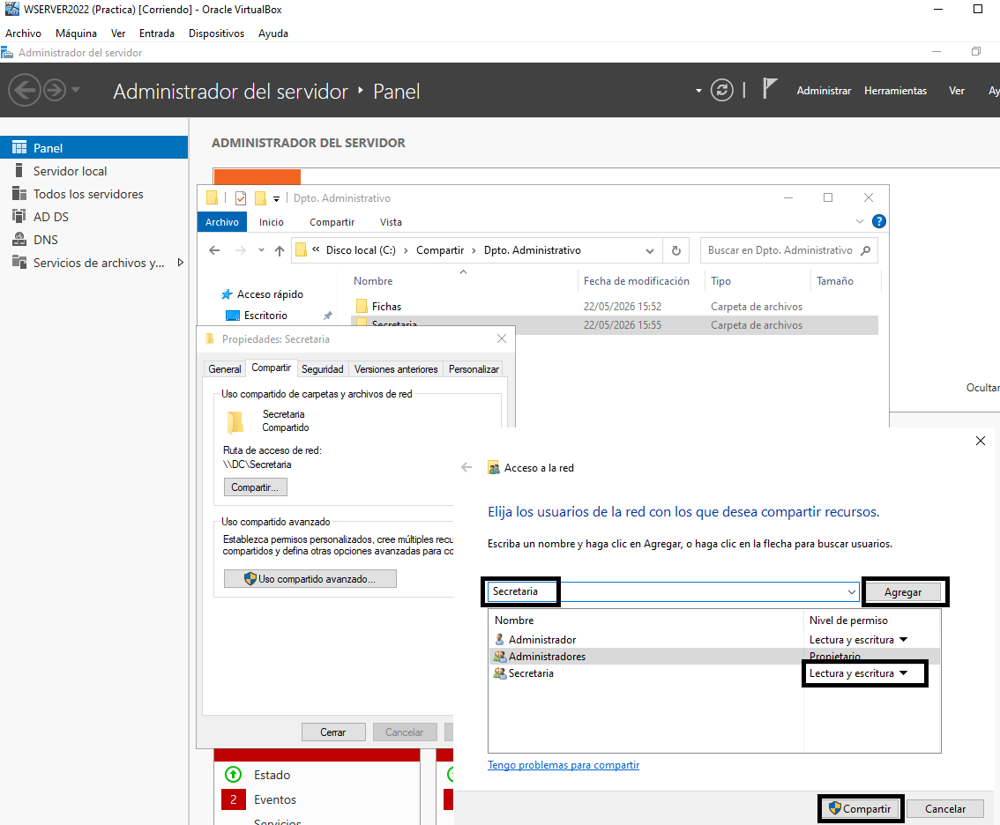 WSERVER2022 (Practica) [Corriendo] - Oracle VirtualBox
Archivo Máquina Ver Entrada Dispositivos Ayuda
Administrador del servidor
Administrador del servidor ‣ Panel
Administrar Herramientas Ver Ay
Panel
Servidor local
Todos los servidores
AD DS
DNS
Servicios de archivos y...
ADMINISTRADOR DEL SERVIDOR
Dpto. Administrativo
Archivo Inicio Compartir Vista
« Disco local (C:) › Compartir › Dpto. Administrativo
Buscar en Dpto. Administrativo
Nombre Fecha de modificación Tipo Tamaño
Acceso rápido
Escritorio
Fichas 22/05/2026 15:52 Carpeta de archivos
Secretaria 22/05/2026 15:55 Carpeta de archivos
Ocultar
Propiedades: Secretaria
General Compartir Seguridad Versiones anteriores Personalizar
Uso compartido de carpetas y archivos de red
Secretaria
Compartido
Ruta de acceso de red:
\\DC\Secretaria
Compartir...
Uso compartido avanzado
Establezca permisos personalizados, cree múltiples recu
compartidos y defina otras opciones avanzadas para co
Uso compartido avanzado...
Cerrar Cancelar
Acceso a la red
Elija los usuarios de la red con los que desea compartir recursos.
Escriba un nombre y haga clic en Agregar, o haga clic en la flecha para buscar usuarios.
Secretaria Agregar
Nombre Nivel de permiso
Administrador Lectura y escritura
Administradores Propietario
Secretaria Lectura y escritura
Tengo problemas para compartir
Compartir Cancelar
Estado
2 Eventos
Servicios